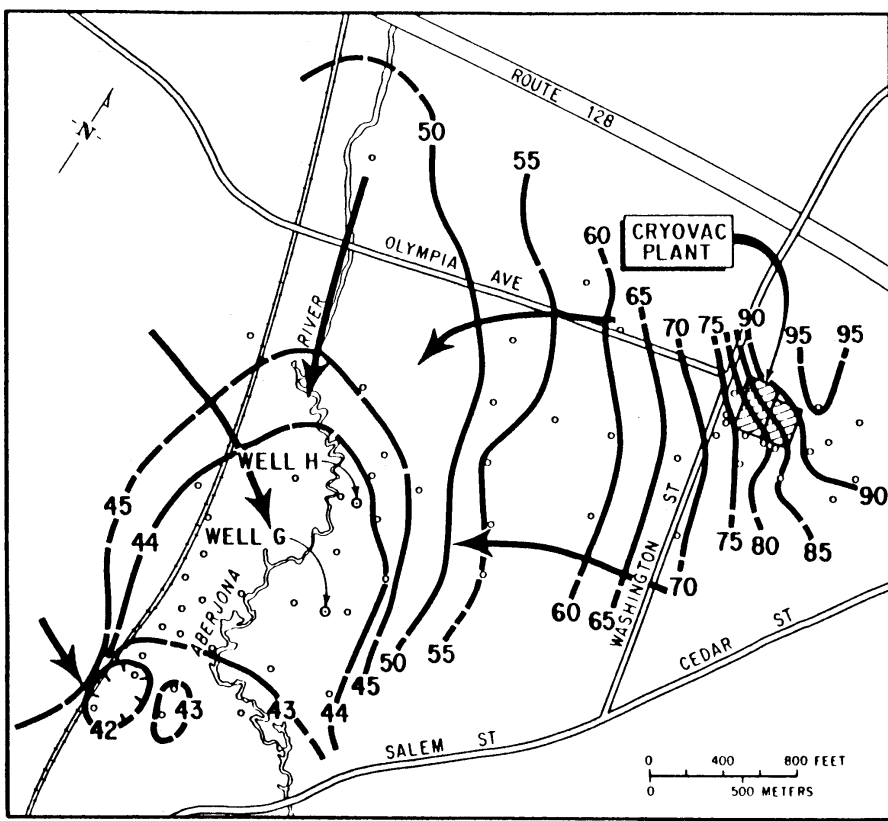 ROUTE 128
50
55
N
60
CRYOVAC
PLANT
OLYMPIA AVE
65
70
75
90
95
95
RIVER
WELL H
45
44
WELL G
90
75
80
85
ABERJONA
WASHINGTON ST
70
60
65
50
55
45
44
43
43
42
CEDAR ST
SALEM ST
0 400 800 FEET
0 500 METERS